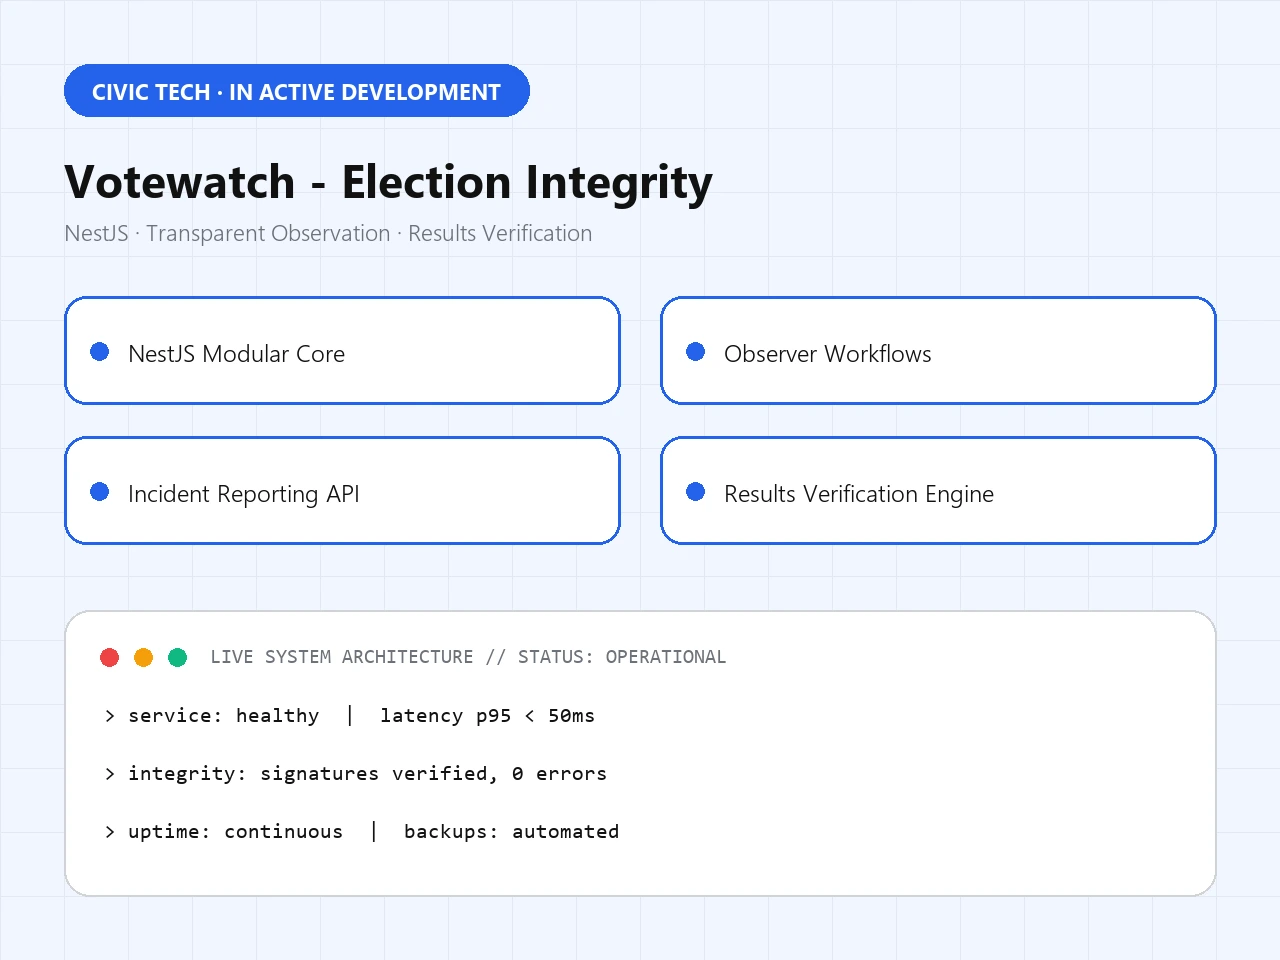 CIVIC TECH · IN ACTIVE DEVELOPMENT
Votewatch - Election Integrity
NestJS · Transparent Observation · Results Verification
NestJS Modular Core
Observer Workflows
Incident Reporting API
Results Verification Engine
LIVE SYSTEM ARCHITECTURE // STATUS: OPERATIONAL
> service: healthy │ latency p95 < 50ms
> integrity: signatures verified, 0 errors
> uptime: continuous │ backups: automated